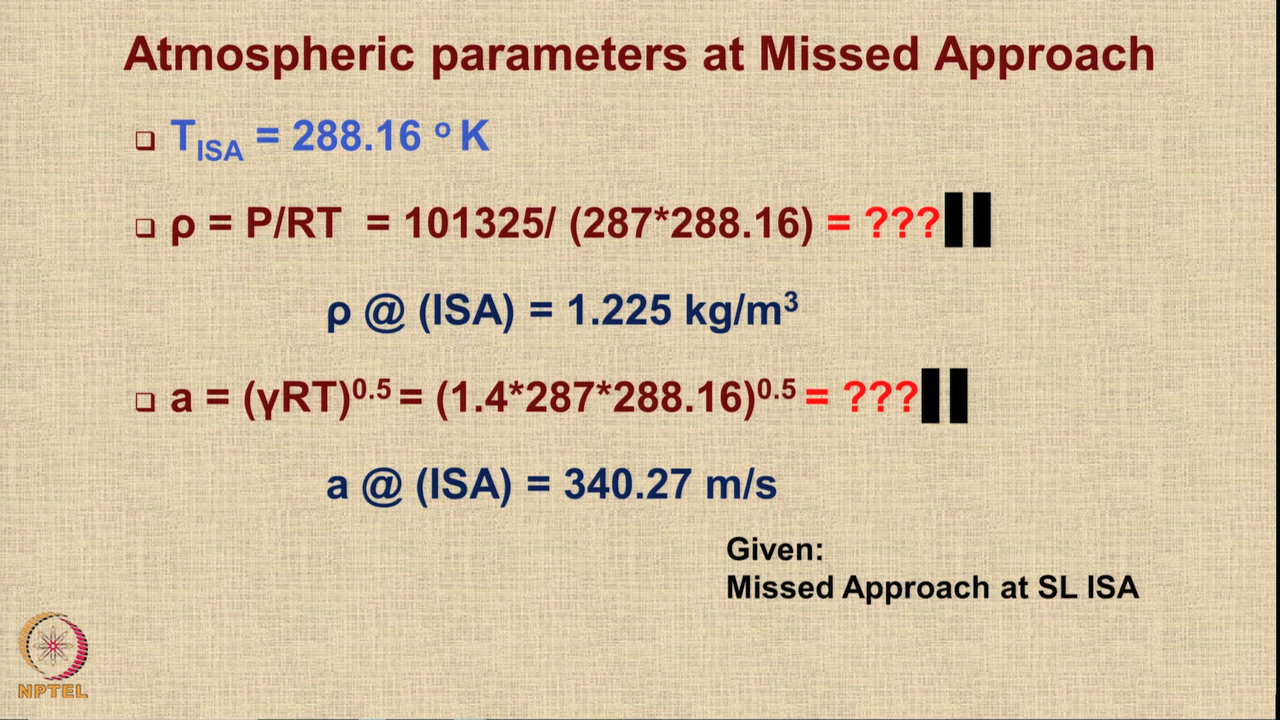 Atmospheric parameters at Missed Approach
❑ T_ISA = 288.16 º K
❑ ρ = P/RT = 101325/ (287*288.16) = ???
ρ @ (ISA) = 1.225 kg/m³
❑ a = (γRT)^0.5 = (1.4*287*288.16)^0.5 = ???
a @ (ISA) = 340.27 m/s
Given:
Missed Approach at SL ISA
NPTEL